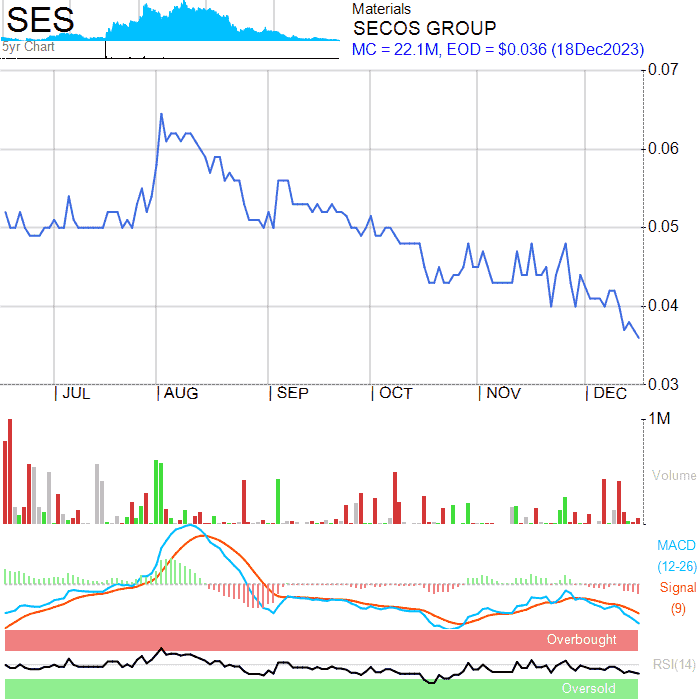 SES
5yr Chart
Materials
SECOS GROUP
MC = 22.1M, EOD = $0.036 (18Dec2023)
0.07
0.06
0.05
0.04
0.03
JUL
AUG
SEP
OCT
NOV
DEC
1M
Volume
MACD
(12-26)
Signal
(9)
Overbought
RSI(14)
Oversold